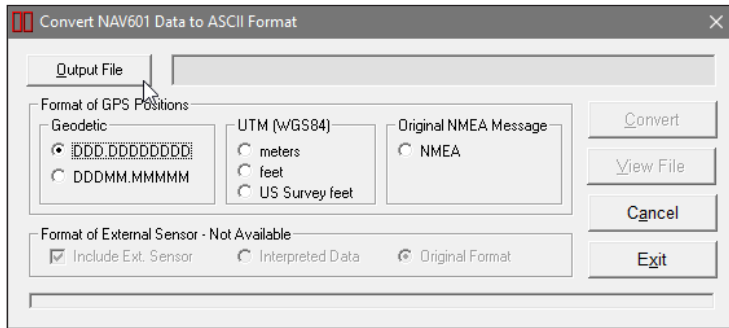 Convert NAV601 Data to ASCII Format
Output File
Format of GPS Positions
Geodetic
DDD.DDDDDDDD
DDDMM.MMMMM
UTM (WGS84)
meters
feet
US Survey feet
Original NMEA Message
NMEA
Convert
View File
Cancel
Exit
Format of External Sensor - Not Available
Include Ext. Sensor
Interpreted Data
Original Format